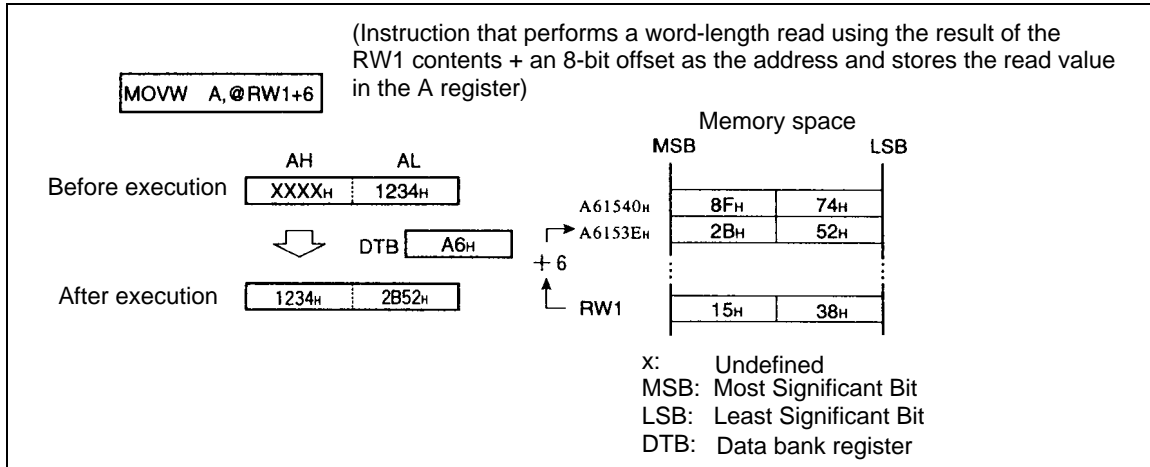 (Instruction that performs a word-length read using the result of the
RW1 contents + an 8-bit offset as the address and stores the read value
in the A register)
MOVW A,@RW1+6
Memory space
MSB LSB
AH AL
Before execution XXXXH 1234H
A61540H 8FH 74H
DTB A6H A6153EH 2BH 52H
+ 6
After execution 1234H 2B52H RW1 15H 38H
x: Undefined
MSB: Most Significant Bit
LSB: Least Significant Bit
DTB: Data bank register